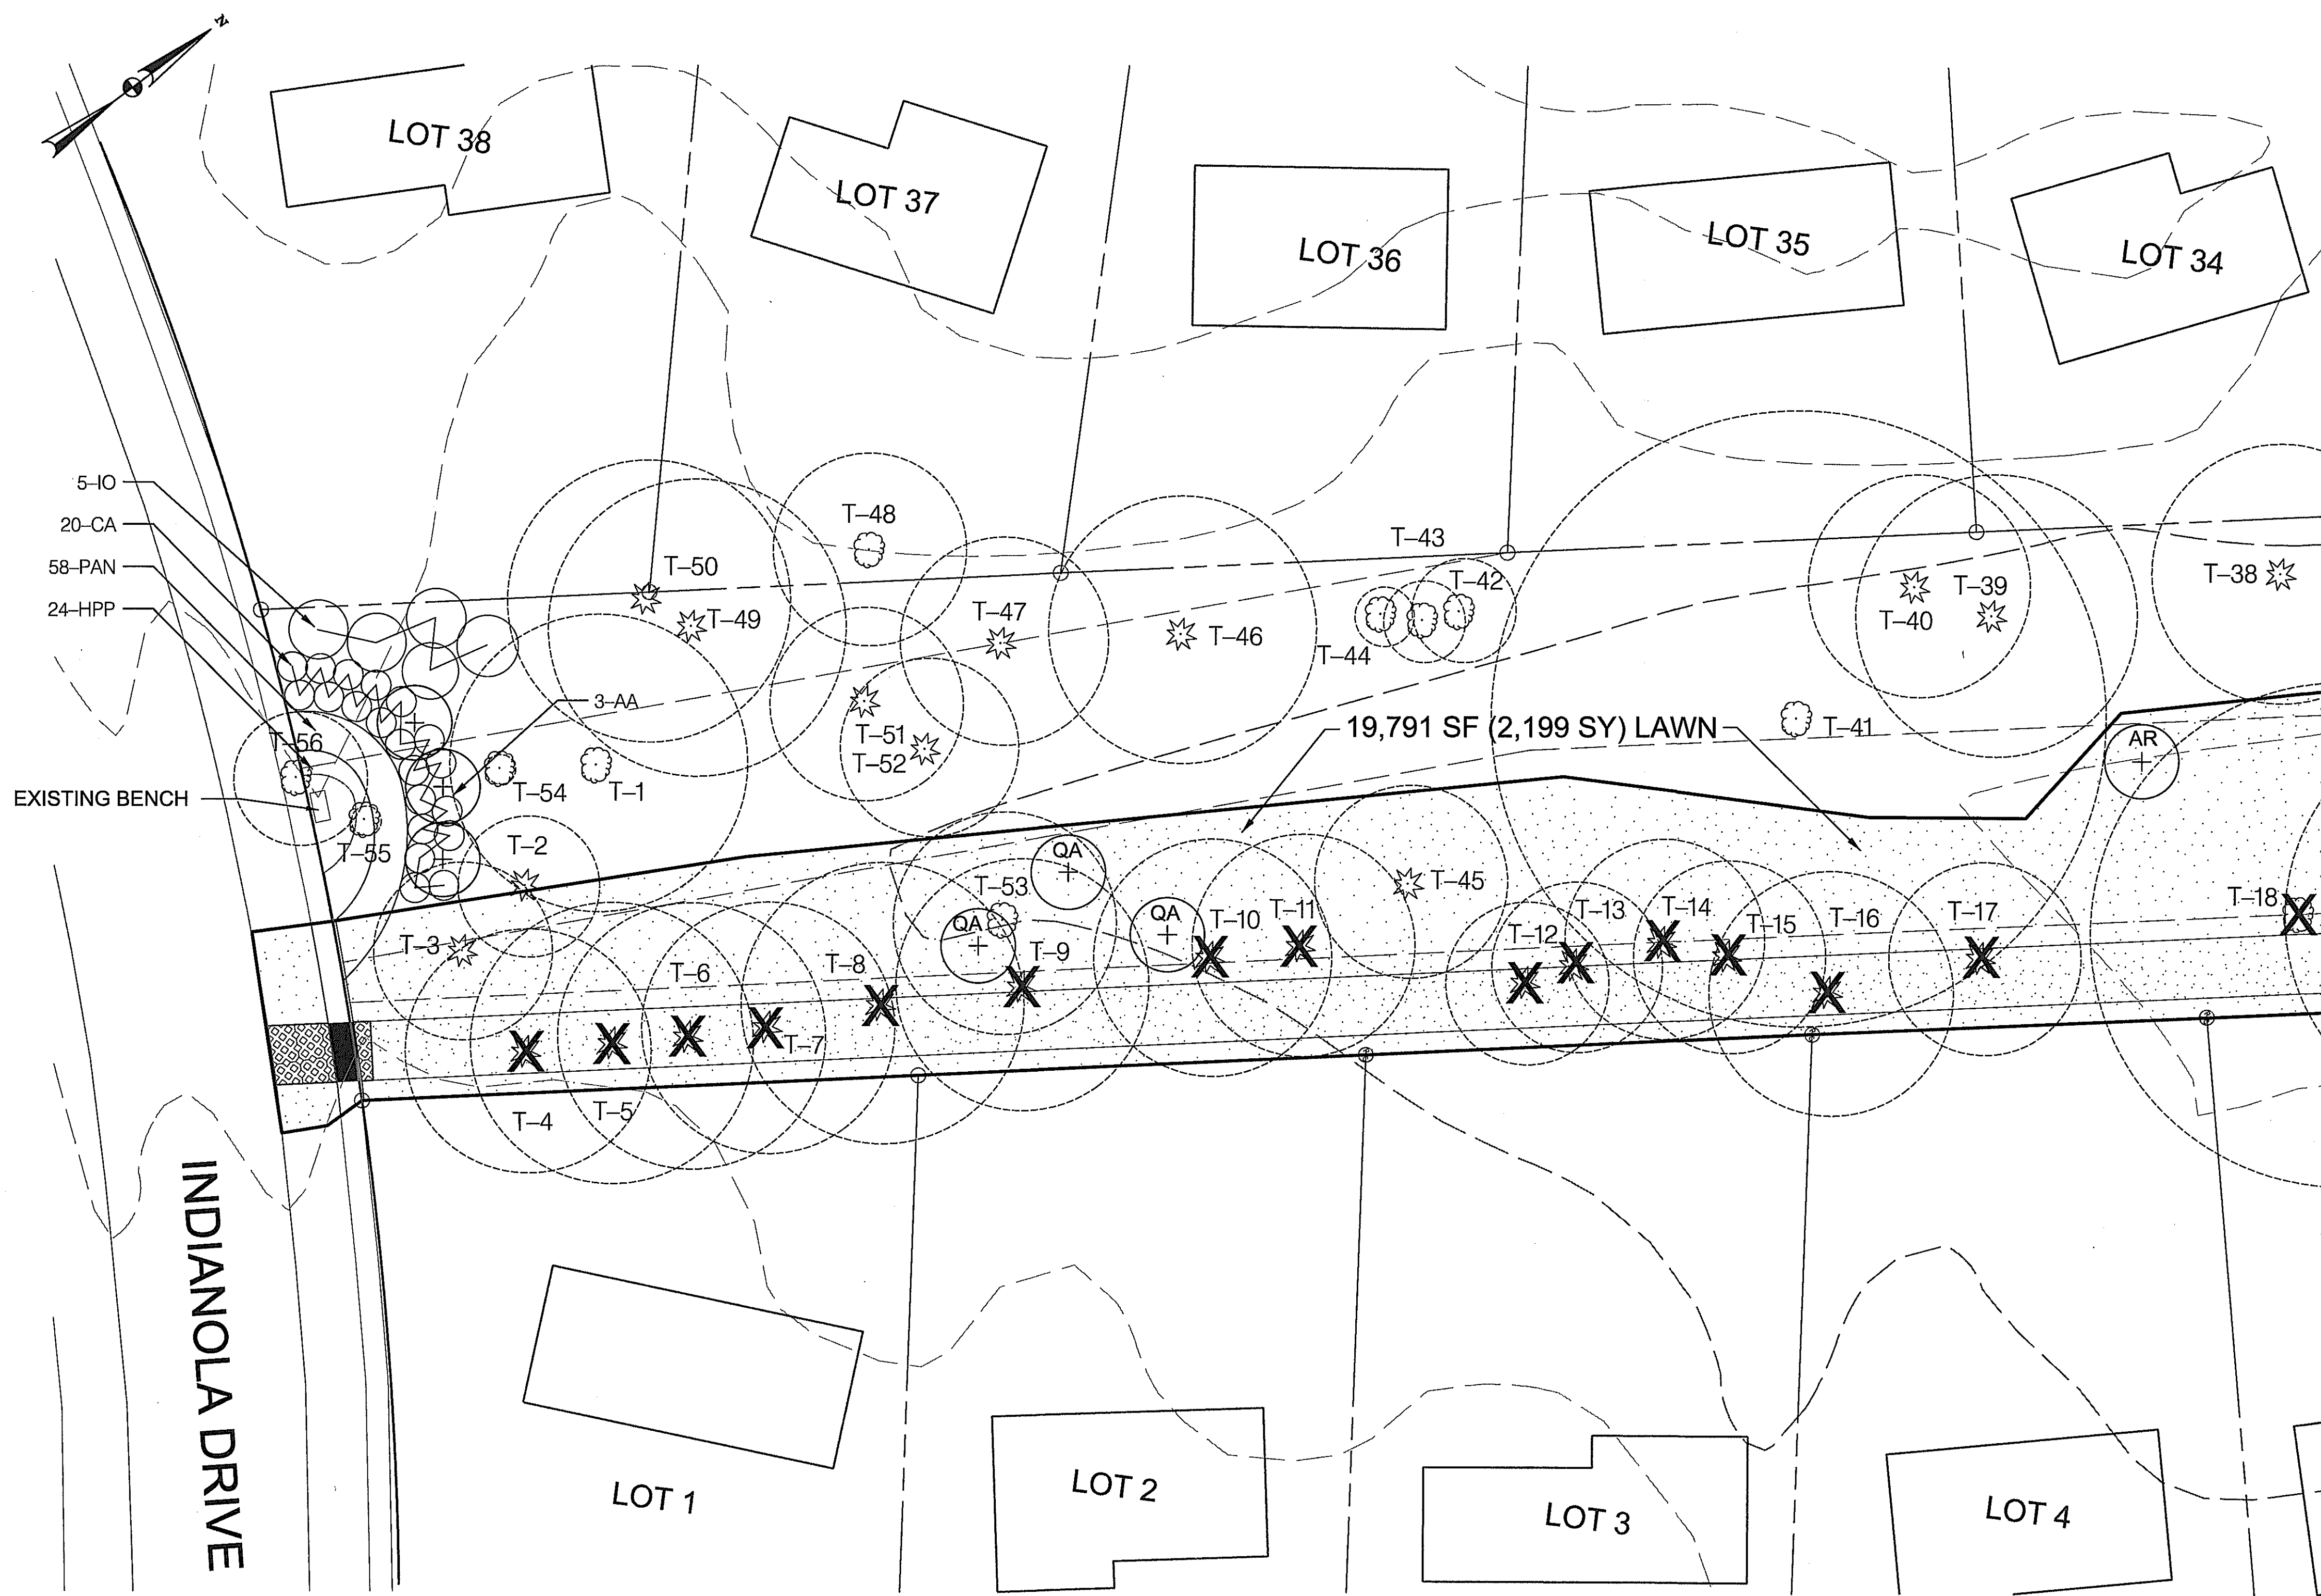 N
LOT 38
LOT 37
LOT 36
LOT 35
LOT 34
5-IO
20-CA
58-PAN
24-HPP
T-48
T-43
T-50
T-49
T-47
T-46
T-42
T-44
T-39
T-40
T-38
3-AA
T-56
T-51
T-52
19,791 SF (2,199 SY) LAWN
T-41
AR
EXISTING BENCH
T-54
T-1
T-55
T-2
QA
T-53
T-45
QA
QA
T-10
T-11
T-12
T-13
T-14
T-15
T-16
T-17
T-18
T-3
T-6
T-8
T-9
T-7
T-4
T-5
INDIANOLA DRIVE
LOT 1
LOT 2
LOT 3
LOT 4